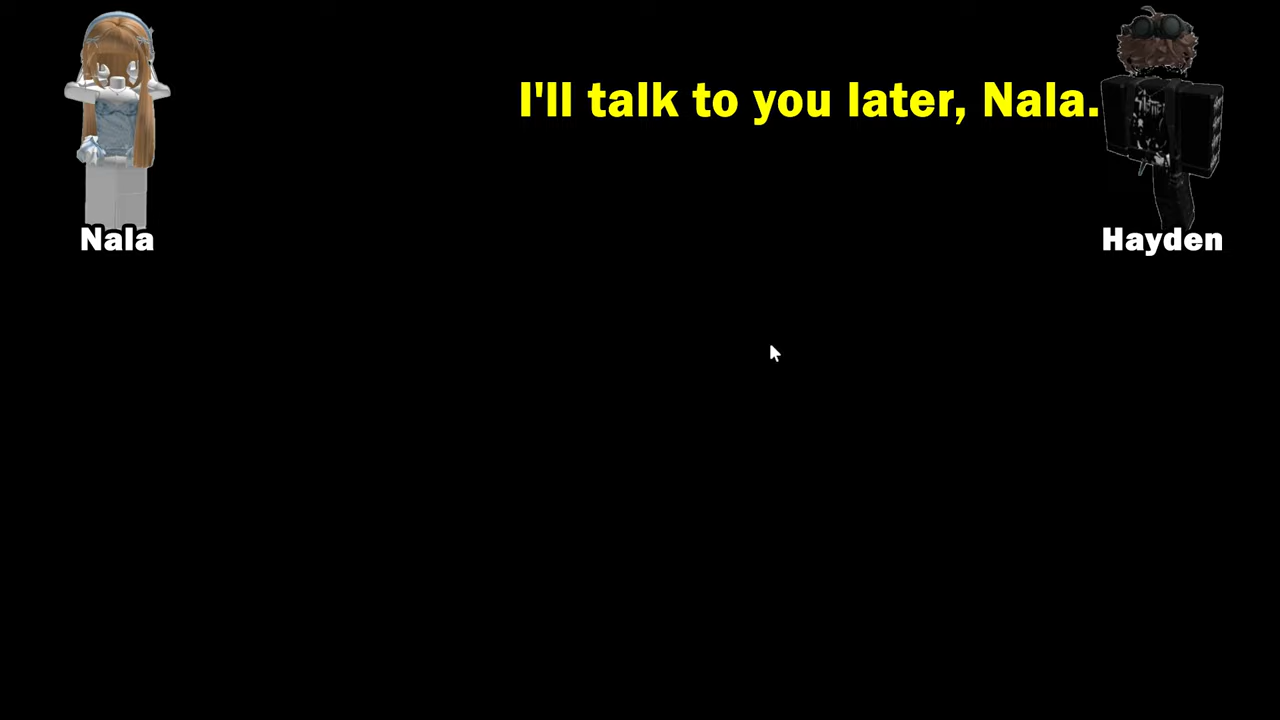 I'll talk to you later, Nala.
Nala
Hayden